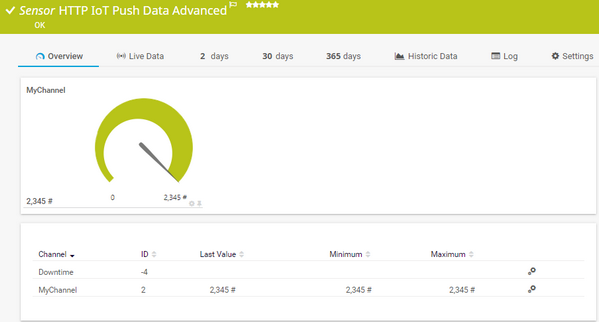 Sensor HTTP IoT Push Data Advanced
OK
Overview Live Data 2 days 30 days 365 days Historic Data Log Settings
MyChannel
0 2,345 #
2,345 #
Channel ID Last Value Minimum Maximum
Downtime -4
MyChannel 2 2,345 # 2,345 # 2,345 #